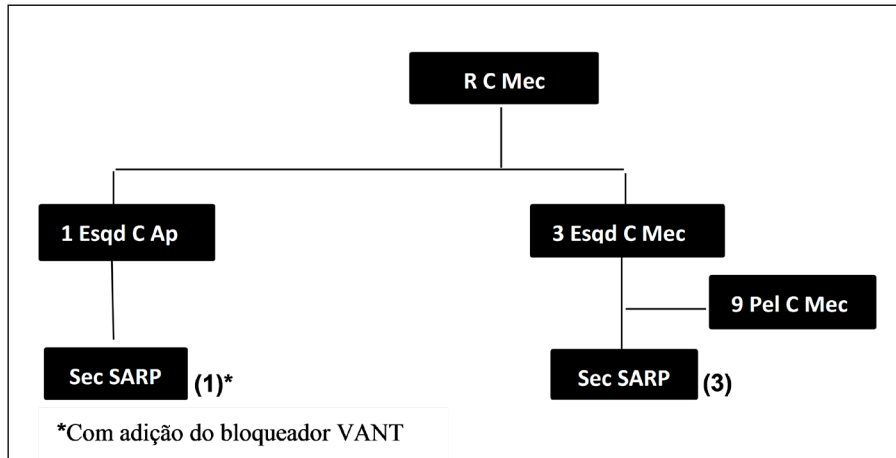 R C Mec
1 Esqd C Ap
3 Esqd C Mec
9 Pel C Mec
Sec SARP (1)*
Sec SARP (3)
*Com adição do bloqueador VANT